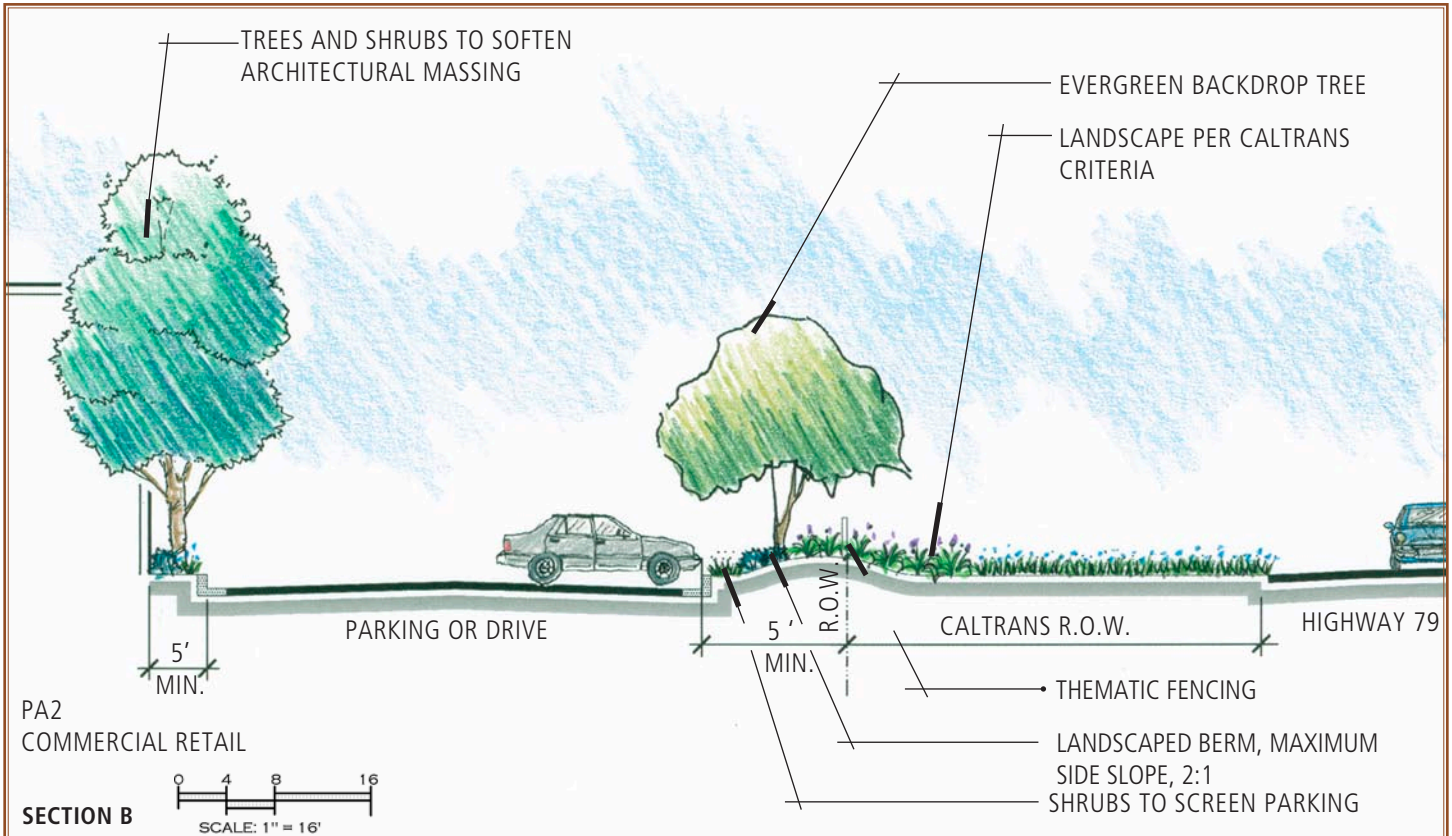 TREES AND SHRUBS TO SOFTEN
ARCHITECTURAL MASSING
EVERGREEN BACKDROP TREE
LANDSCAPE PER CALTRANS
CRITERIA
PARKING OR DRIVE
5’
MIN.
5 ‘
MIN.
R.O.W.
CALTRANS R.O.W.
HIGHWAY 79
THEMATIC FENCING
LANDSCAPED BERM, MAXIMUM
SIDE SLOPE, 2:1
SHRUBS TO SCREEN PARKING
PA2
COMMERCIAL RETAIL
SECTION B
0 4 8 16
SCALE: 1" = 16'